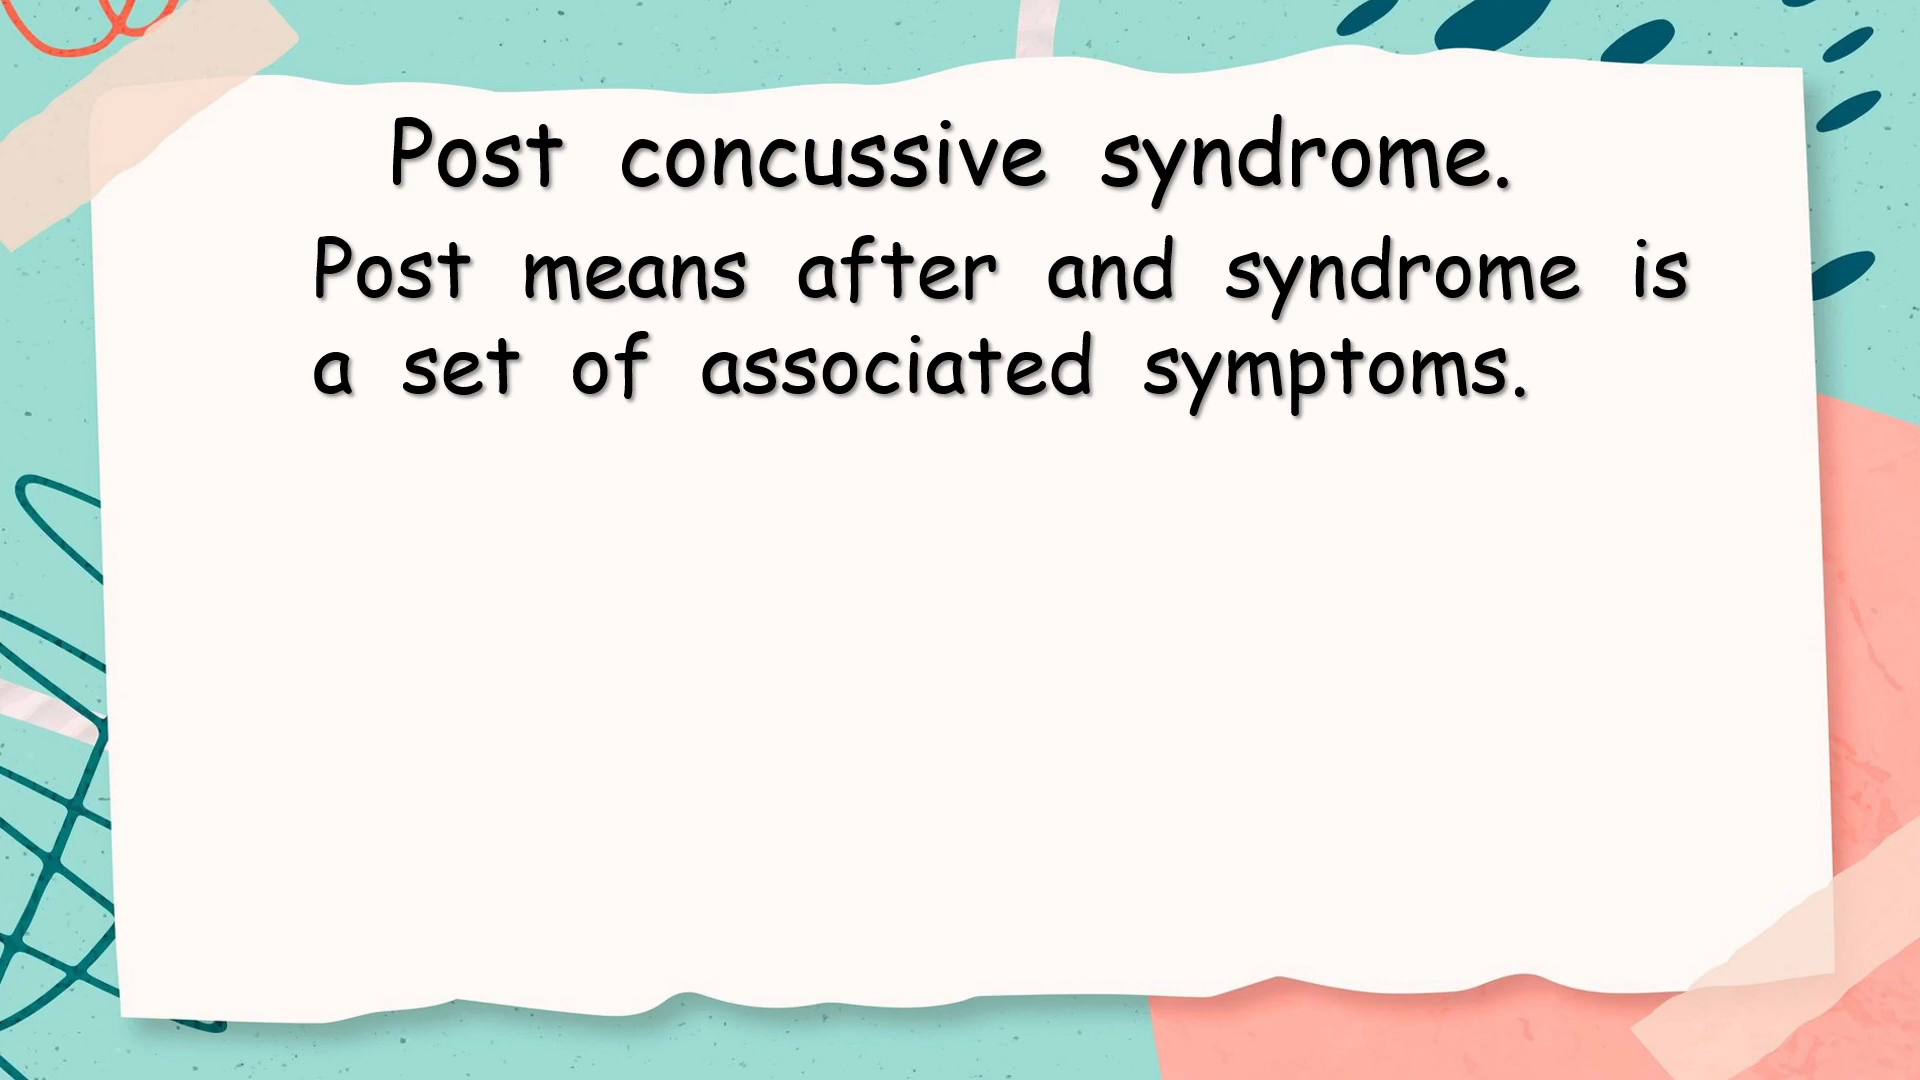 Post concussive syndrome.
Post means after and syndrome is
a set of associated symptoms.